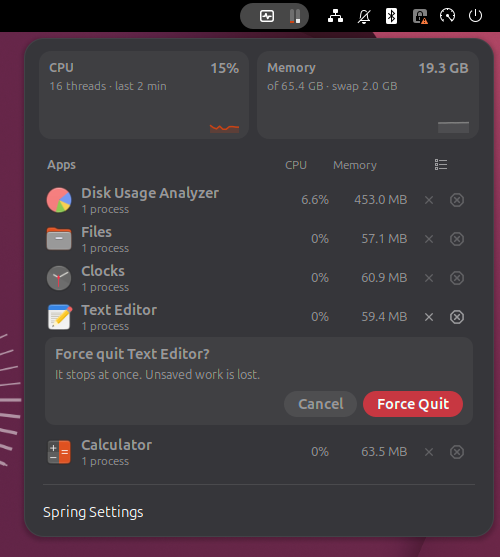 CPU 15%
16 threads · last 2 min
Memory 19.3 GB
of 65.4 GB · swap 2.0 GB
Apps CPU Memory
Disk Usage Analyzer
1 process
6.6% 453.0 MB
Files
1 process
0% 57.1 MB
Clocks
1 process
0% 60.9 MB
Text Editor
1 process
0% 59.4 MB
Force quit Text Editor?
It stops at once. Unsaved work is lost.
Cancel Force Quit
Calculator
1 process
0% 63.5 MB
Spring Settings